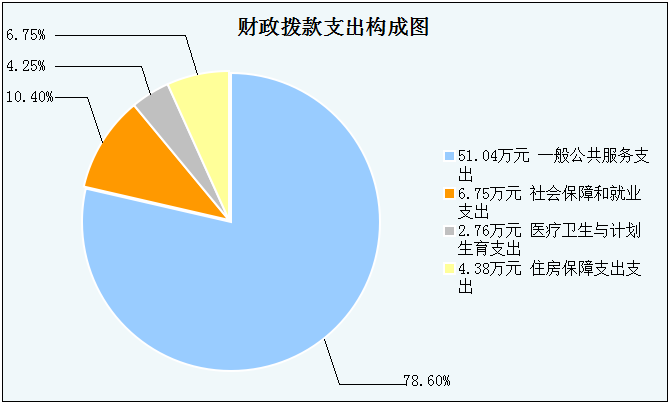 财政拨款支出构成图
6.75%
4.25%
10.40%
51.04万元 一般公共服务支
出
6.75万元 社会保障和就业
支出
2.76万元 医疗卫生与计划
生育支出
4.38万元 住房保障支出支
出
78.60%